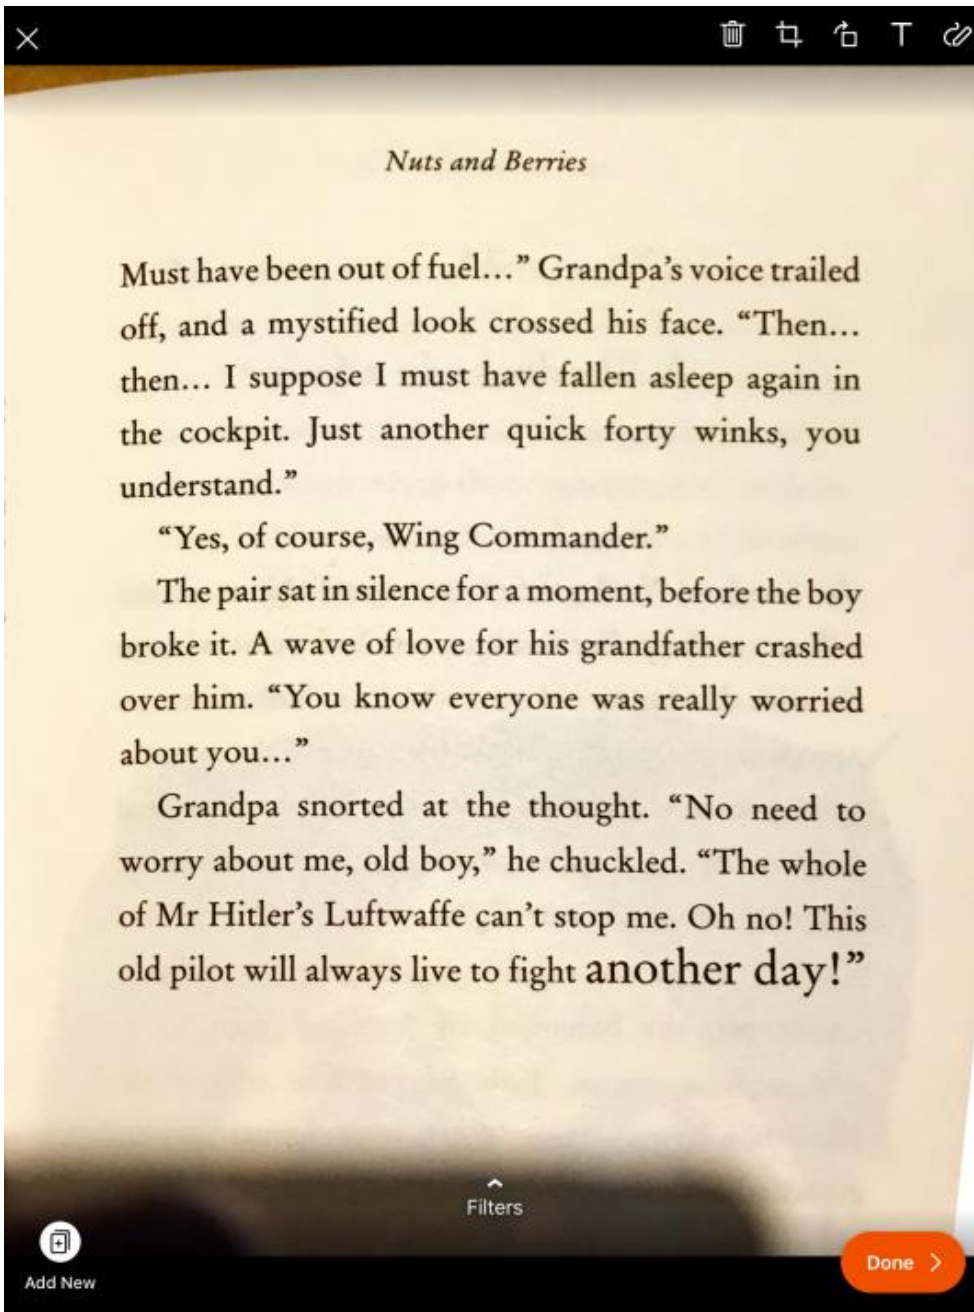 T
Nuts and Berries
Must have been out of fuel…” Grandpa’s voice trailed
off, and a mystified look crossed his face. “Then…
then… I suppose I must have fallen asleep again in
the cockpit. Just another quick forty winks, you
understand.”
“Yes, of course, Wing Commander.”
The pair sat in silence for a moment, before the boy
broke it. A wave of love for his grandfather crashed
over him. “You know everyone was really worried
about you…”
Grandpa snorted at the thought. “No need to
worry about me, old boy,” he chuckled. “The whole
of Mr Hitler’s Luftwaffe can’t stop me. Oh no! This
old pilot will always live to fight another day!”
Filters
Add New
Done